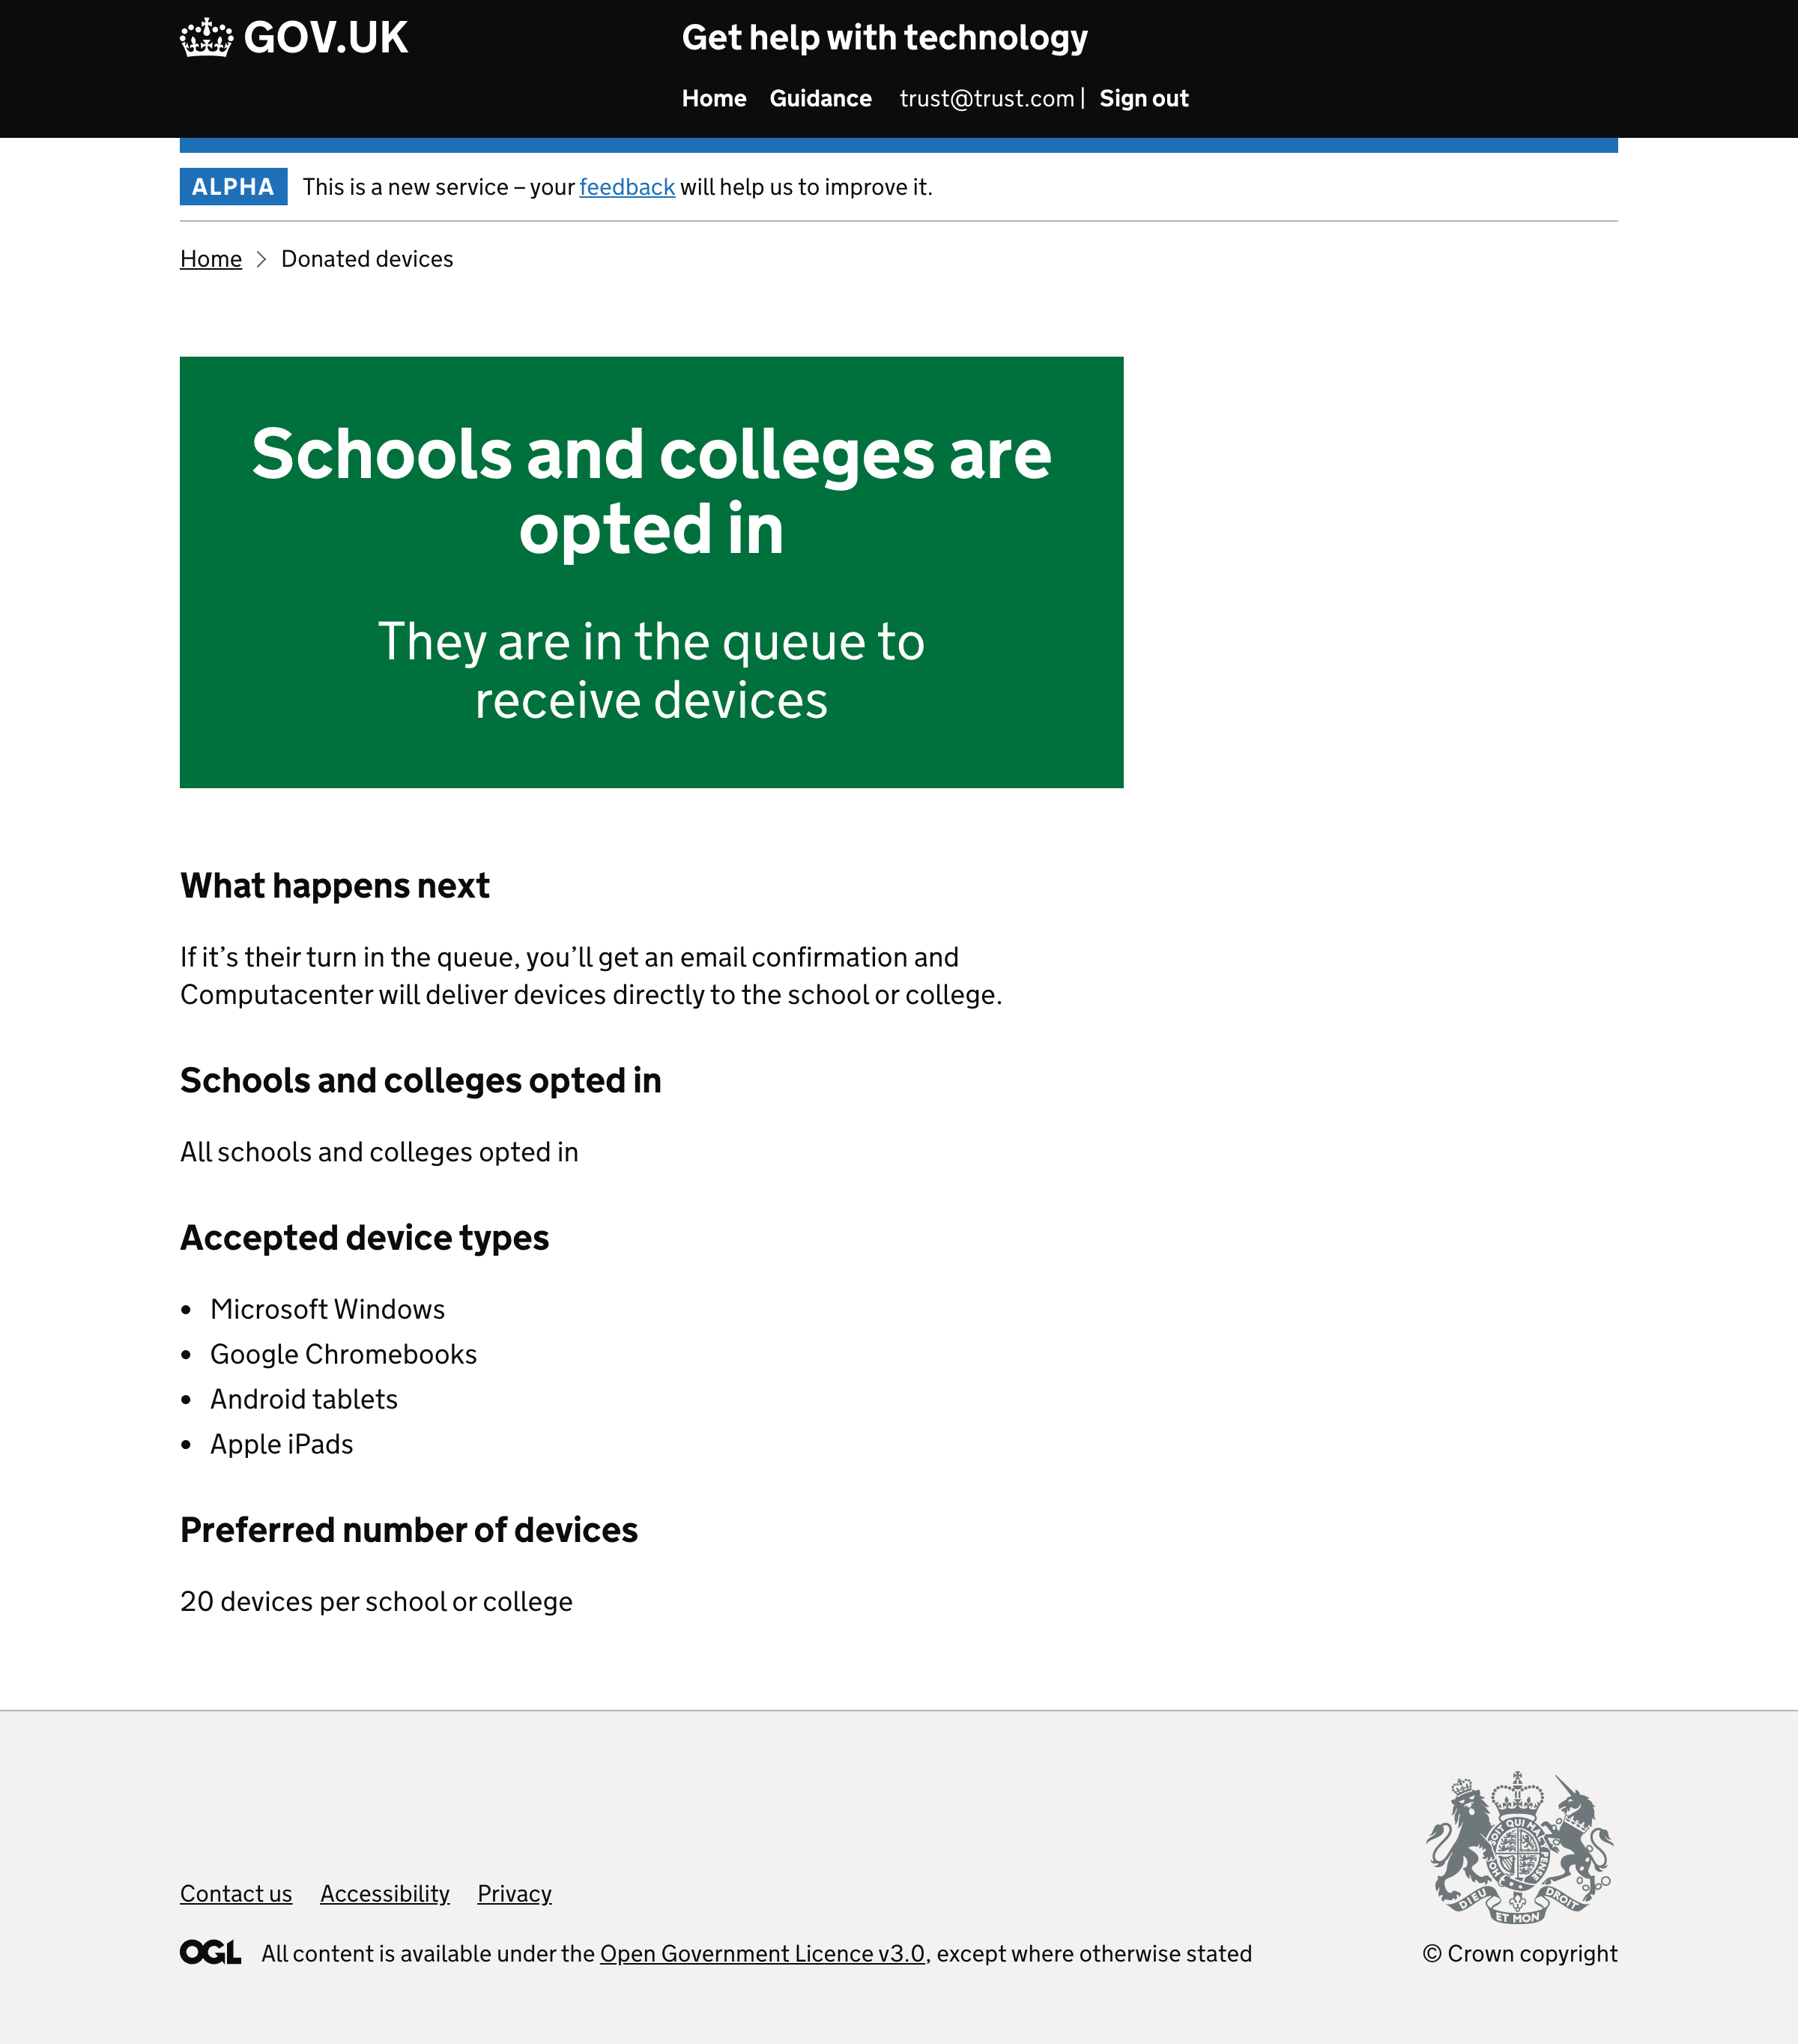 GOV.UK
Get help with technology
Home Guidance trust@trust.com | Sign out
ALPHA This is a new service – your feedback will help us to improve it.
Home > Donated devices
Schools and colleges are
opted in
They are in the queue to
receive devices
What happens next
If it’s their turn in the queue, you’ll get an email confirmation and
Computacenter will deliver devices directly to the school or college.
Schools and colleges opted in
All schools and colleges opted in
Accepted device types
• Microsoft Windows
• Google Chromebooks
• Android tablets
• Apple iPads
Preferred number of devices
20 devices per school or college
Contact us Accessibility Privacy
OGL All content is available under the Open Government Licence v3.0, except where otherwise stated
DIEU ET MON DROIT
© Crown copyright